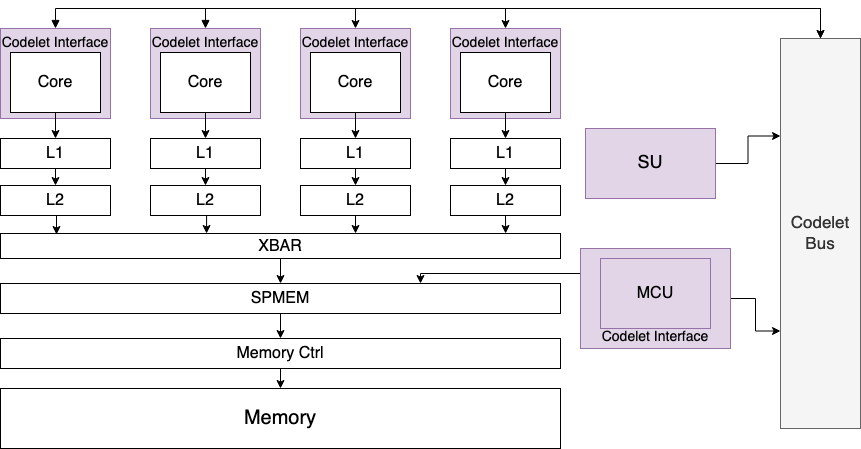 Codelet Interface
Codelet Interface
Codelet Interface
Codelet Interface
Core
Core
Core
Core
L1
L1
L1
L1
L2
L2
L2
L2
XBAR
SPMEM
Memory Ctrl
Memory
SU
MCU
Codelet Interface
Codelet
Bus